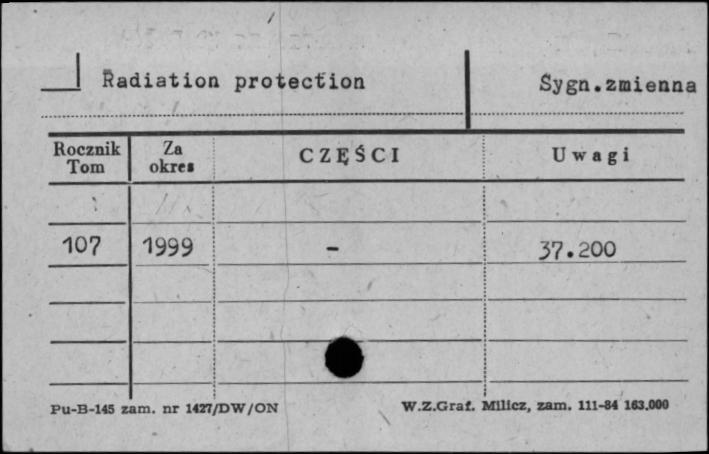 Radiation protection Sygn.zmienna
Rocznik Tom Za okres CZĘŚCI Uwagi
107 1999 - 37.200
Pu-B-145 zam. nr 1427/DW/ON W.Z.Graf. Milicz, zam. 111-84 163.000